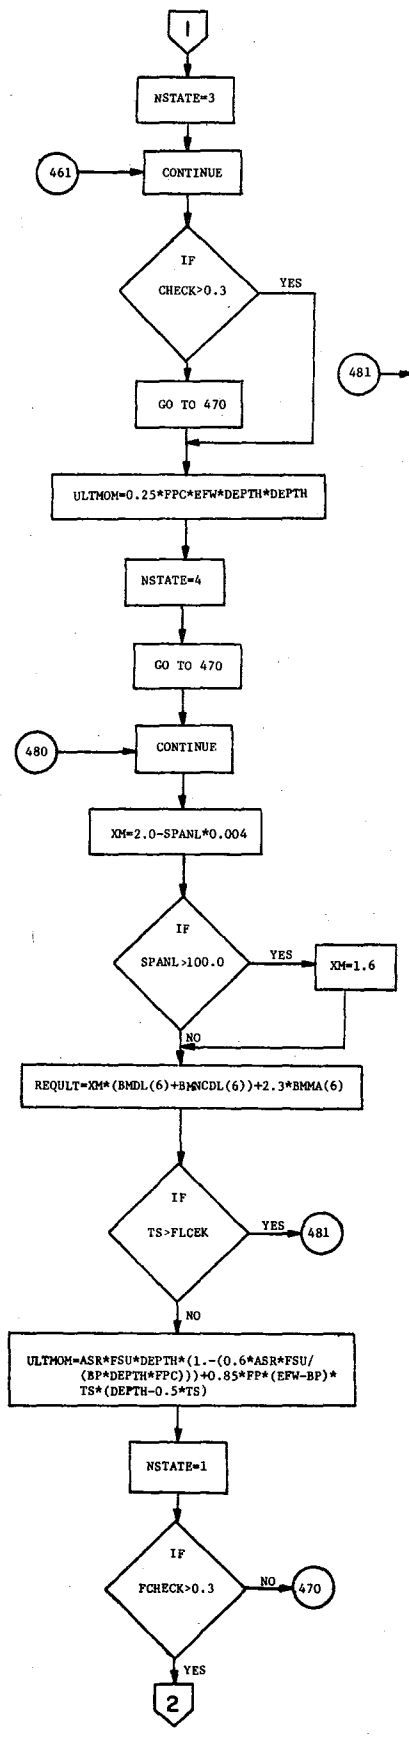 1
NSTATE=3
461
CONTINUE
IF
CHECK>0.3
YES
481
GO TO 470
ULTMOM=0.25*FPC*EFW*DEPTH*DEPTH
NSTATE=4
GO TO 470
480
CONTINUE
XM=2.0-SPANL*0.004
IF
SPANL>100.0
YES
XM=1.6
NO
REQULT=XM*(BMDL(6)+BMNCDL(6))+2.3*BMMA(6)
IF
TS>FLCEK
YES
481
NO
ULTMOM=ASR*FSU*DEPTH*(1.-(0.6*ASR*FSU/
(BP*DEPTH*FPC)))+0.85*FP*(EFW-BP)*
TS*(DEPTH-0.5*TS)
NSTATE=1
IF
FCHECK>0.3
NO
470
YES
2